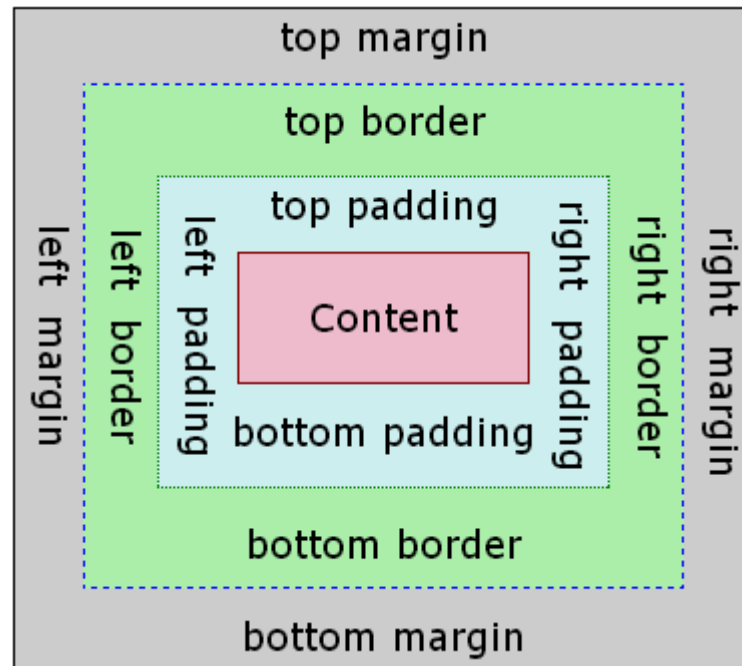 top margin
top border
top padding
left margin
left border
left padding
Content
right padding
right border
right margin
bottom padding
bottom border
bottom margin